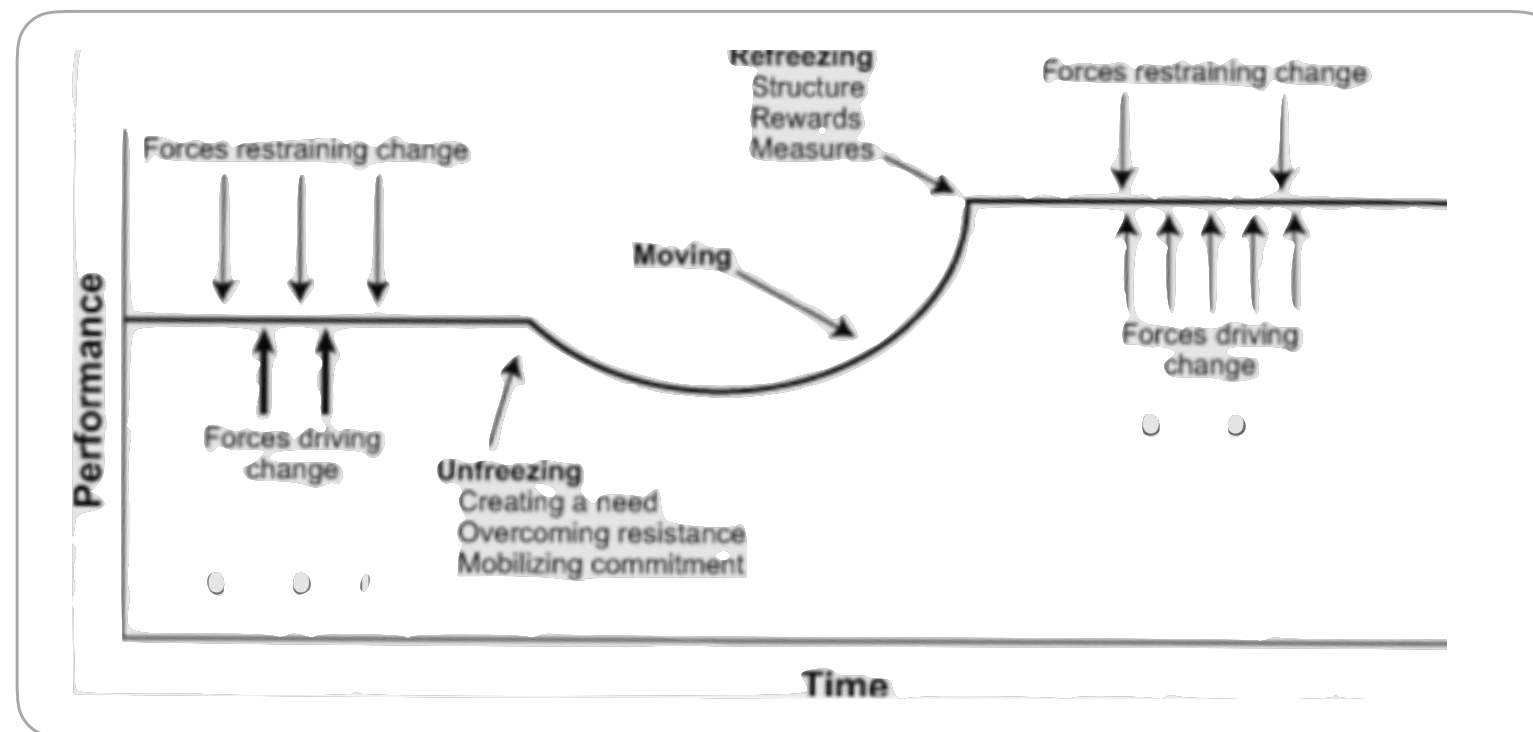 Refreezing
Structure
Rewards
Measures
Forces restraining change
Forces restraining change
Moving
Performance
Forces driving
change
Forces driving
change
Unfreezing
Creating a need
Overcoming resistance
Mobilizing commitment
Time